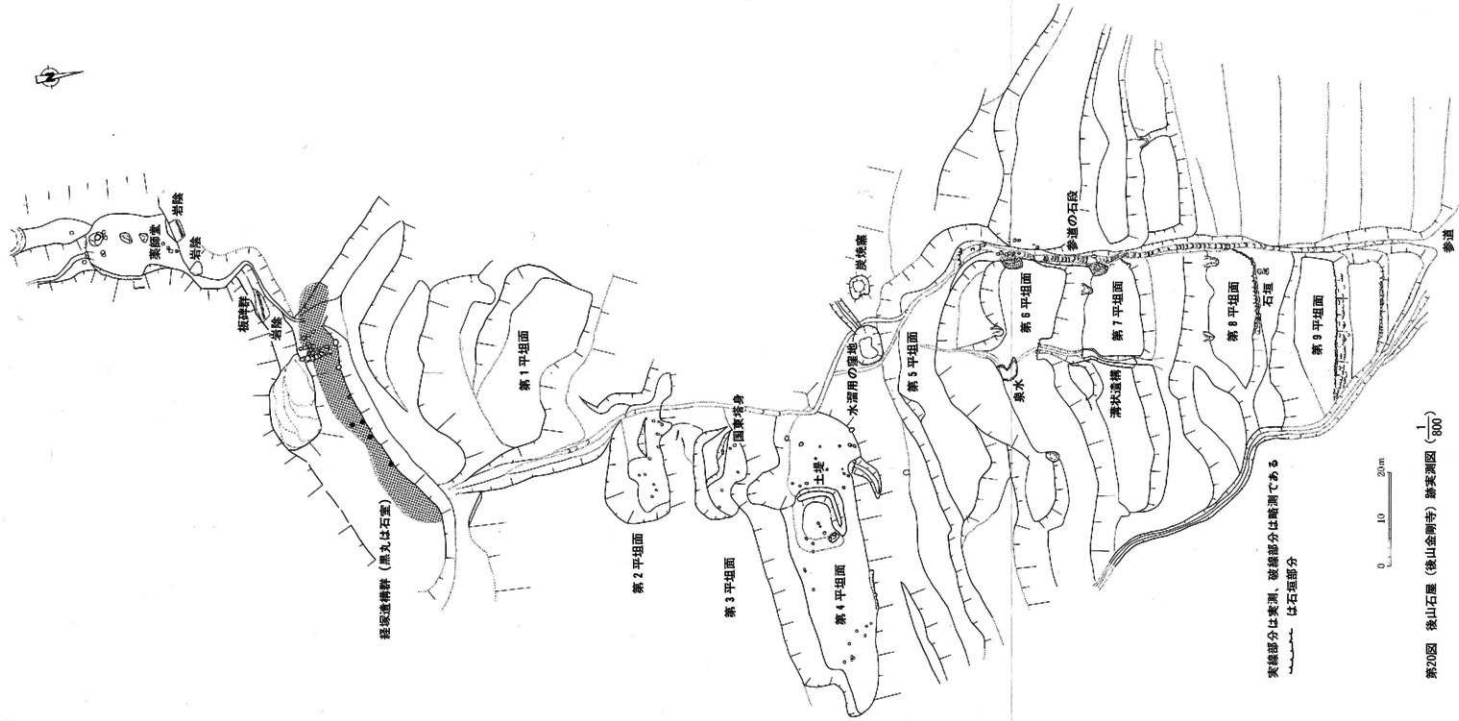 N
薬師堂
岩陰
岩陰
板碑群
岩陰
経塚遺構群（黒丸は石室）
第1平坦面
第2平坦面
国東塔身
第3平坦面
土堤
第4平坦面
炭焼窯
水溜用の窪地
第5平坦面
参道の石段
第6平坦面
泉水
第7平坦面
溝状遺構
第8平坦面
石垣
第9平坦面
参道
実線部分は実測、破線部分は略測である
は石垣部分
0 10 20m
第20図 後山石屋（後山金剛寺）跡実測図（1/800）